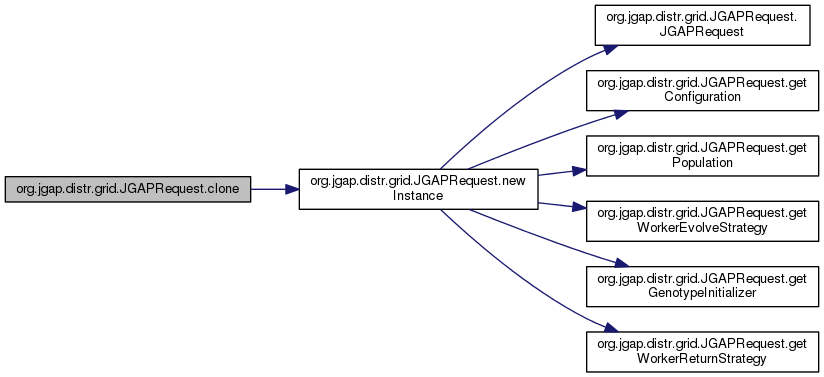 org.jgap.distr.grid.JGAPRequest.clone
org.jgap.distr.grid.JGAPRequest.new
Instance
org.jgap.distr.grid.JGAPRequest.
JGAPRequest
org.jgap.distr.grid.JGAPRequest.get
Configuration
org.jgap.distr.grid.JGAPRequest.get
Population
org.jgap.distr.grid.JGAPRequest.get
WorkerEvolveStrategy
org.jgap.distr.grid.JGAPRequest.get
GenotypeInitializer
org.jgap.distr.grid.JGAPRequest.get
WorkerReturnStrategy